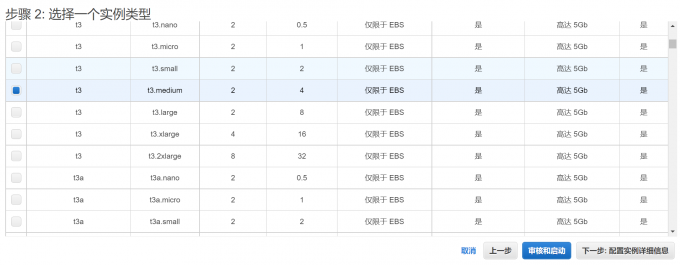 步骤 2: 选择一个实例类型
t3 t3.nano 2 0.5 仅限于 EBS 是 高达 5Gb 是
t3 t3.micro 2 1 仅限于 EBS 是 高达 5Gb 是
t3 t3.small 2 2 仅限于 EBS 是 高达 5Gb 是
t3 t3.medium 2 4 仅限于 EBS 是 高达 5Gb 是
t3 t3.large 2 8 仅限于 EBS 是 高达 5Gb 是
t3 t3.xlarge 4 16 仅限于 EBS 是 高达 5Gb 是
t3 t3.2xlarge 8 32 仅限于 EBS 是 高达 5Gb 是
t3a t3a.nano 2 0.5 仅限于 EBS 是 高达 5Gb 是
t3a t3a.micro 2 1 仅限于 EBS 是 高达 5Gb 是
t3a t3a.small 2 2 仅限于 EBS 是 高达 5Gb 是
取消 上一步 审核和启动 下一步: 配置实例详细信息